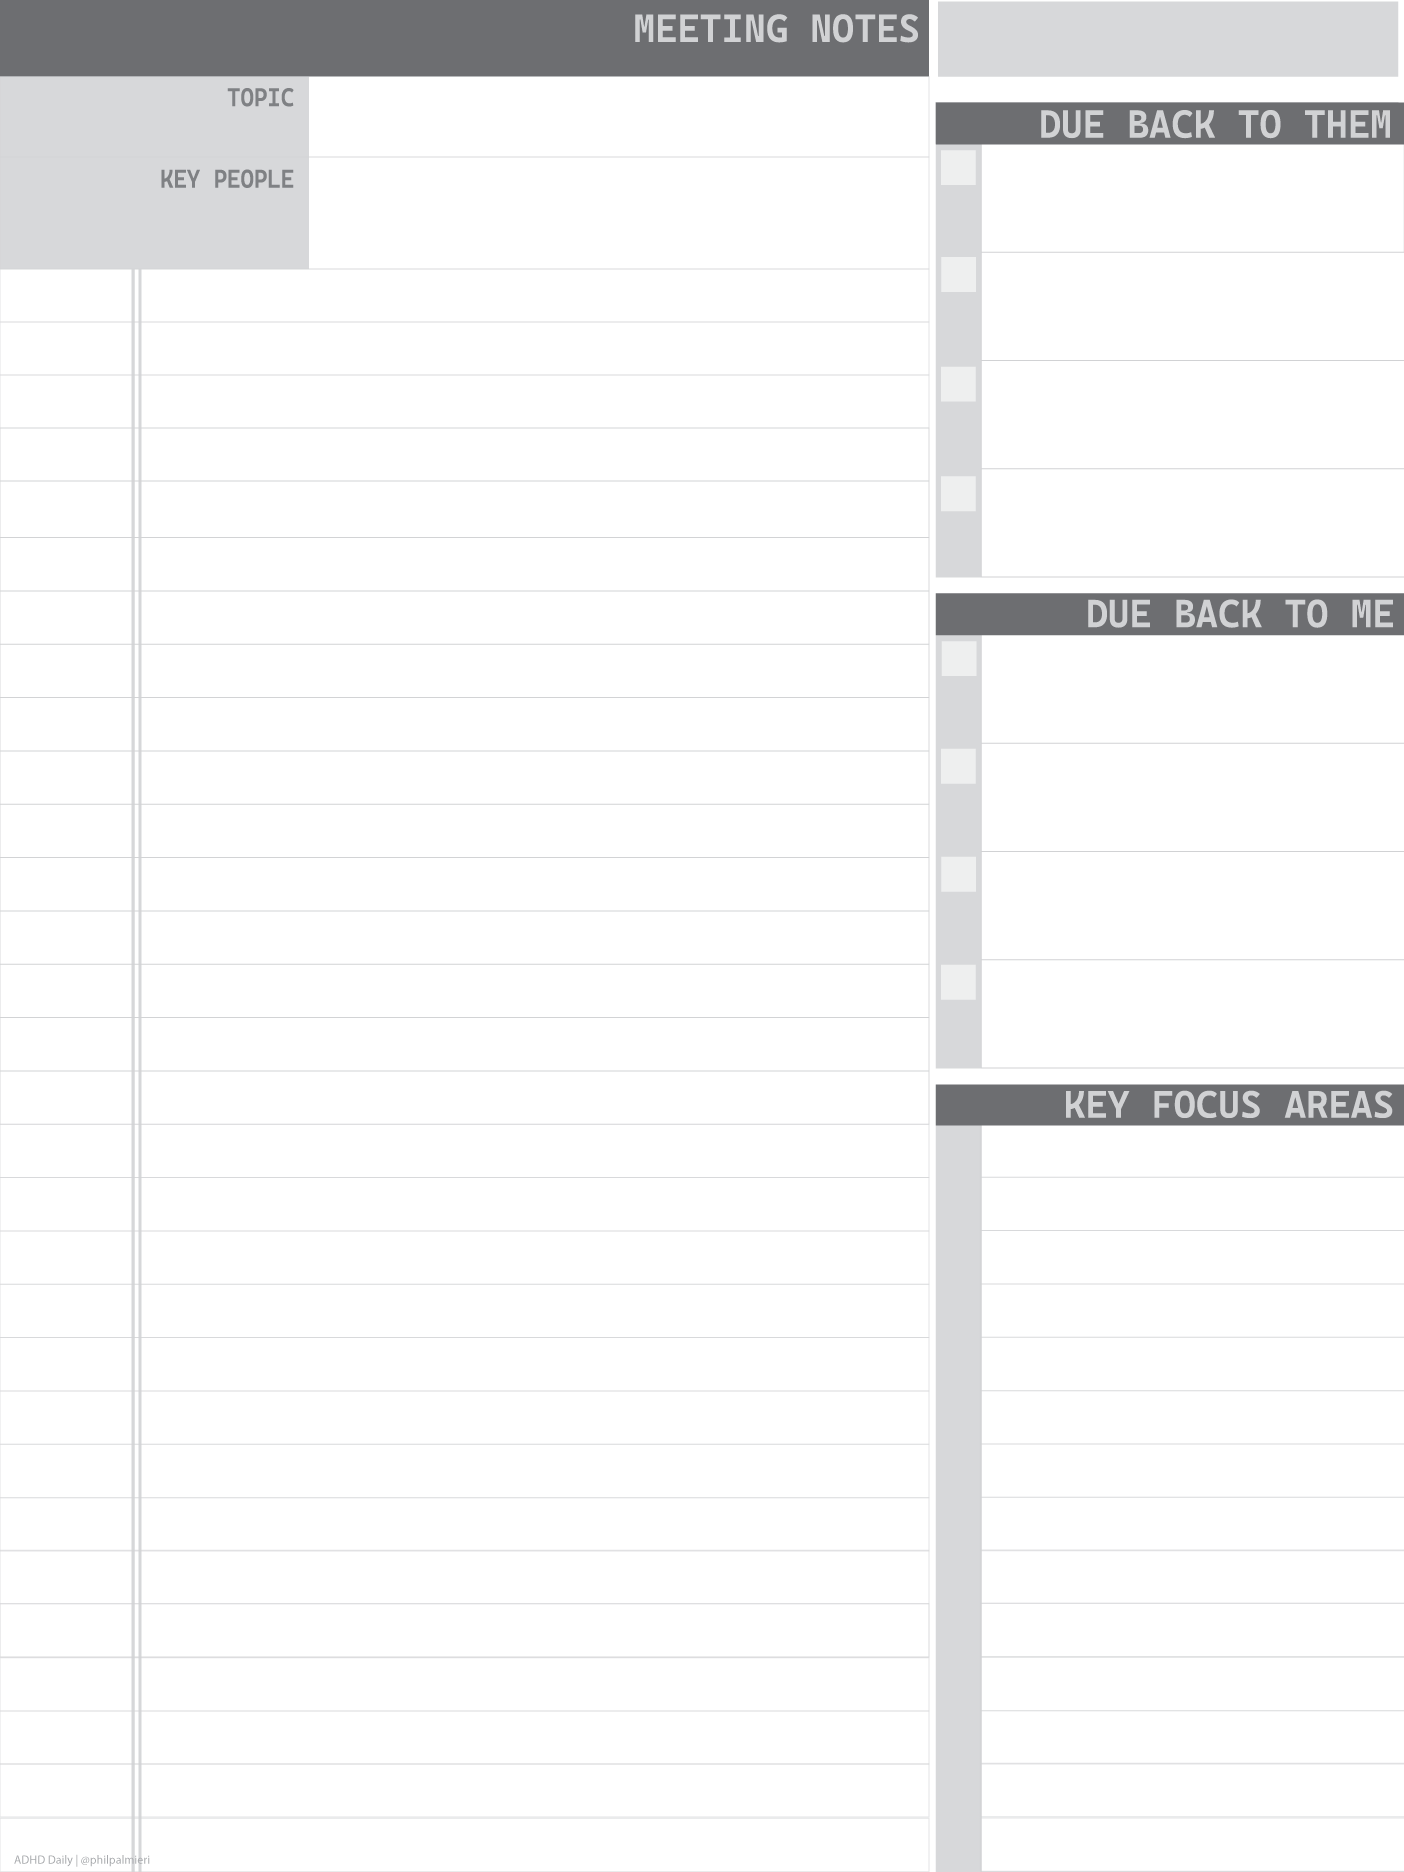 MEETING NOTES
TOPIC
KEY PEOPLE
DUE BACK TO THEM
DUE BACK TO ME
KEY FOCUS AREAS
ADHD Daily | @philpalmieri